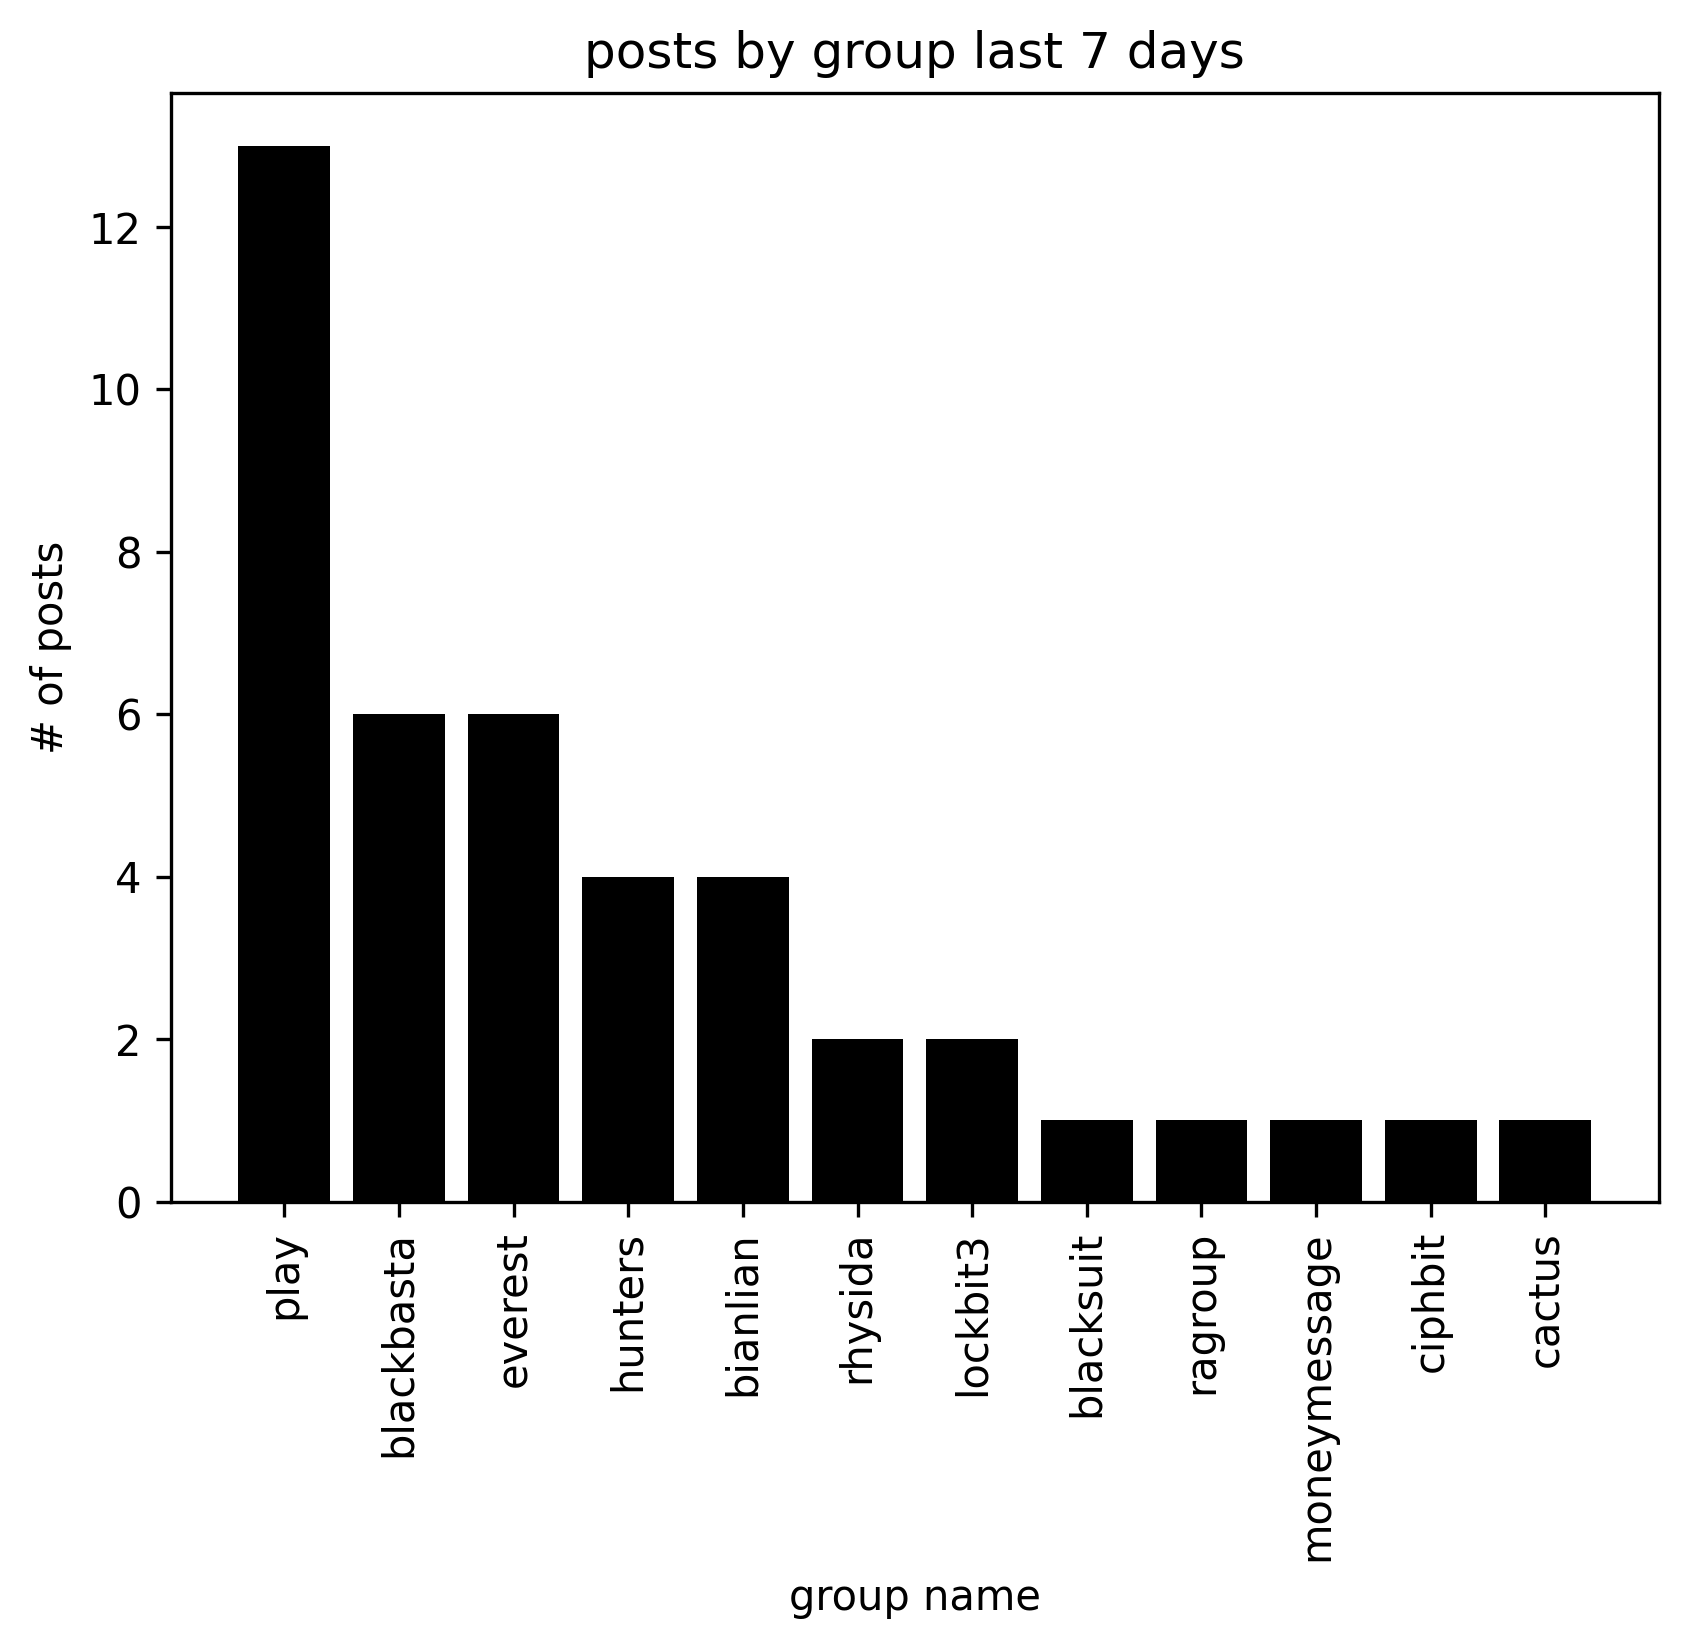 posts by group last 7 days
# of posts
12
10
8
6
4
2
0
play
blackbasta
everest
hunters
bianlian
rhysida
lockbit3
blacksuit
ragroup
moneymessage
ciphbit
cactus
group name